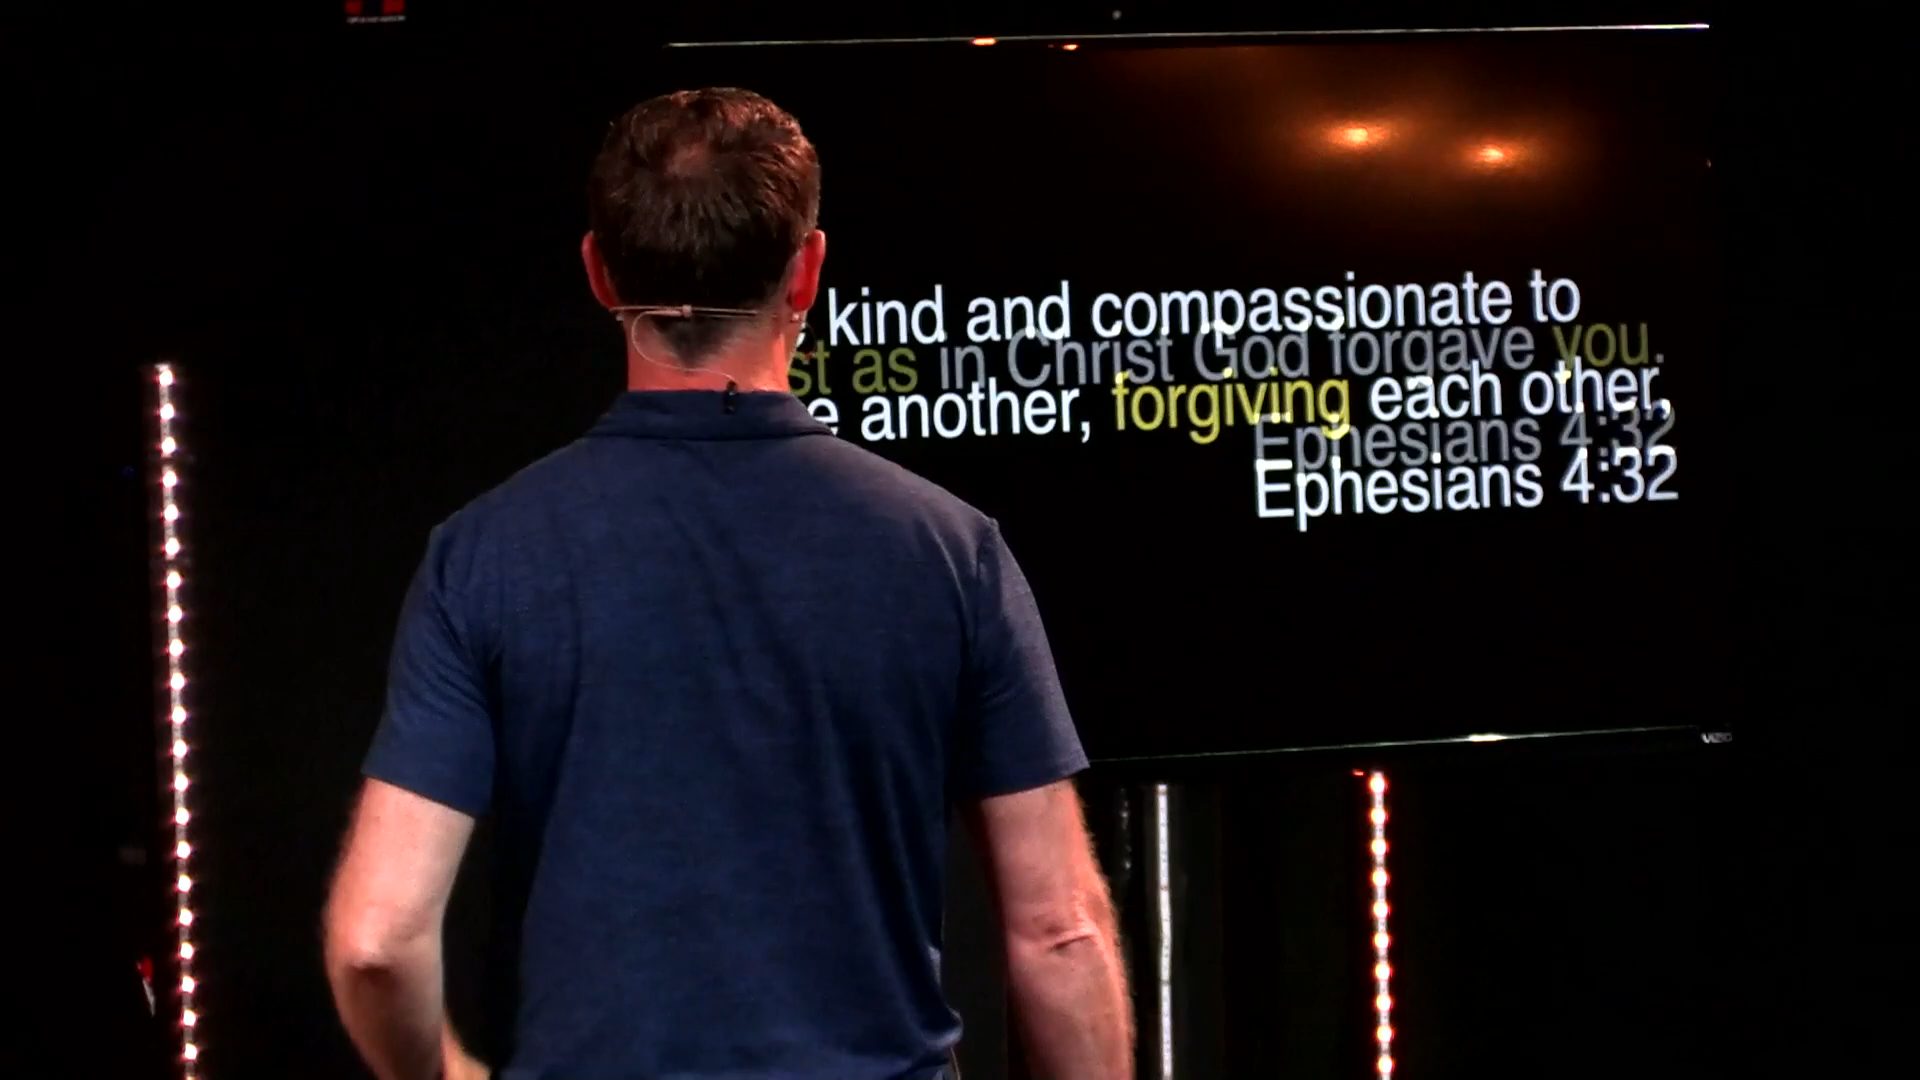 kind and compassionate to
st as in Christ God forgave you.
e another, forgiving each other,
Ephesians 4:32
Ephesians 4:32
VIZIO